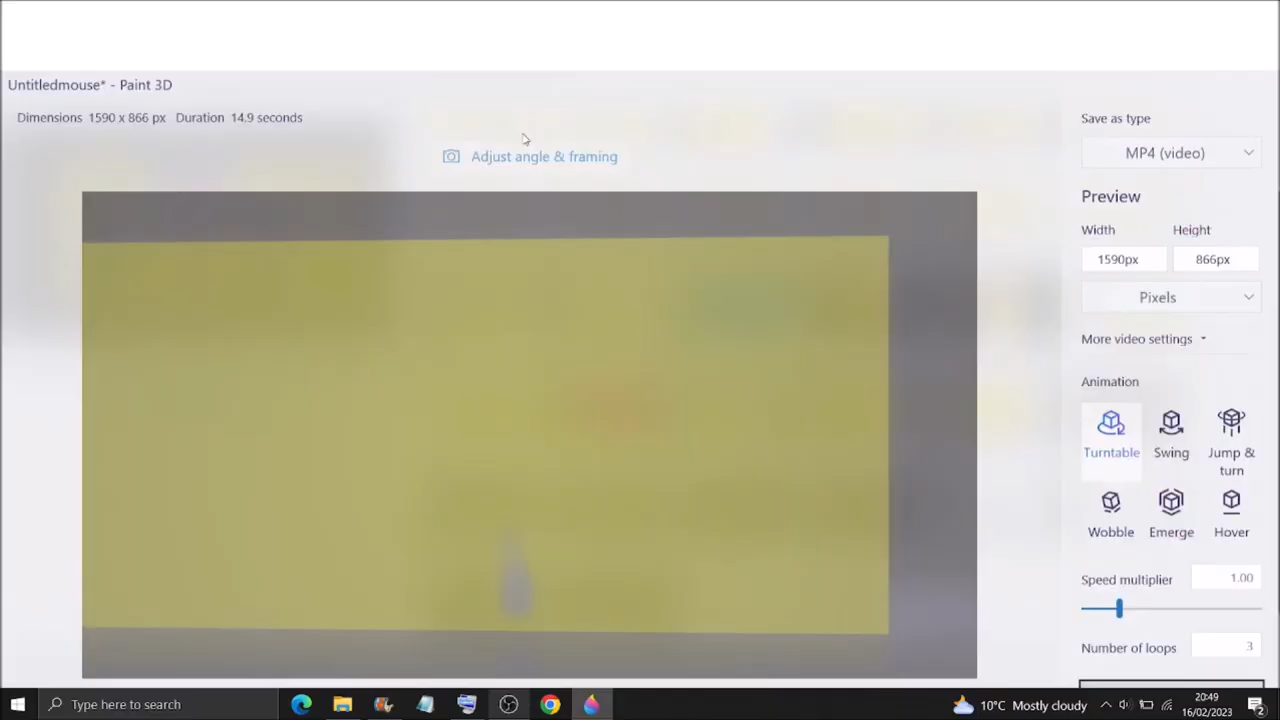 Untitledmouse* - Paint 3D
Dimensions 1590 x 866 px Duration 14.9 seconds
Adjust angle & framing
Save as type
MP4 (video)
Preview
Width Height
1590px 866px
Pixels
More video settings
Animation
Turntable Swing Jump &
turn
Wobble Emerge Hover
Speed multiplier 1.00
Number of loops 3
Type here to search
10°C Mostly cloudy
20:49
16/02/2023
2